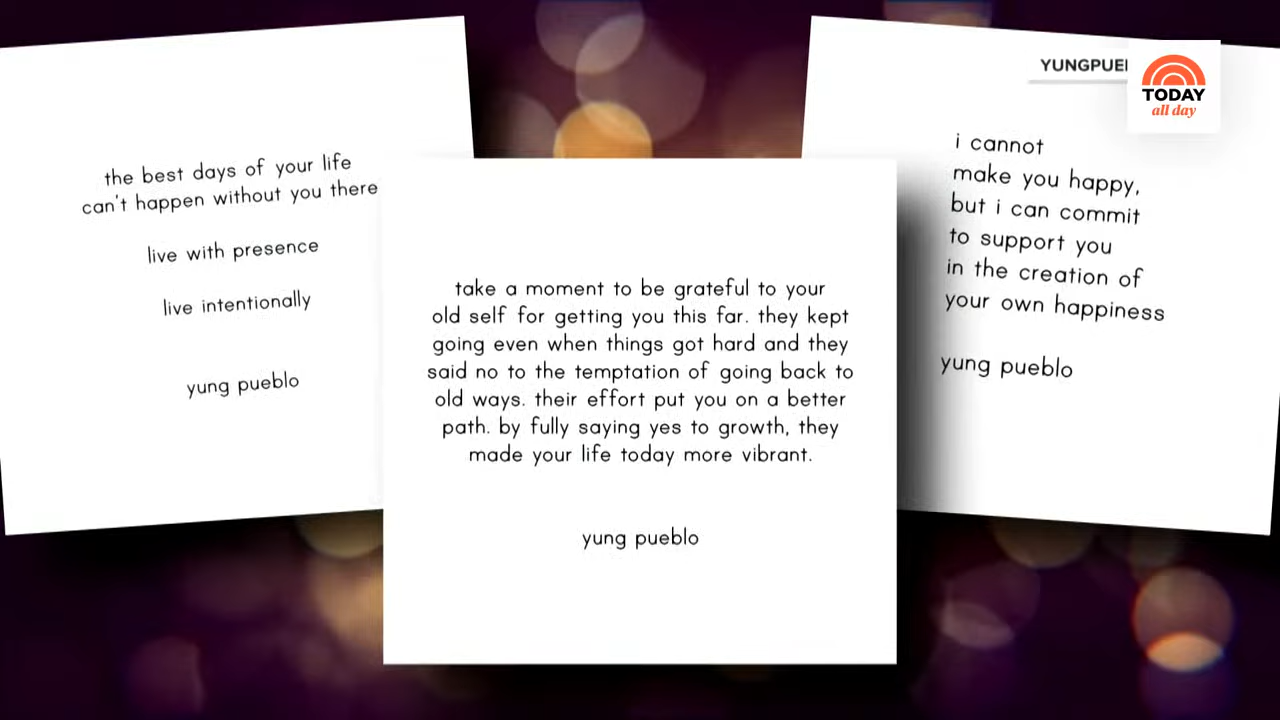 the best days of your life
can't happen without you there
live with presence
live intentionally
yung pueblo
take a moment to be grateful to your
old self for getting you this far. they kept
going even when things got hard and they
said no to the temptation of going back to
old ways. their effort put you on a better
path. by fully saying yes to growth, they
made your life today more vibrant.
yung pueblo
YUNGPUE
TODAY
all day
i cannot
make you happy,
but i can commit
to support you
in the creation of
your own happiness
yung pueblo